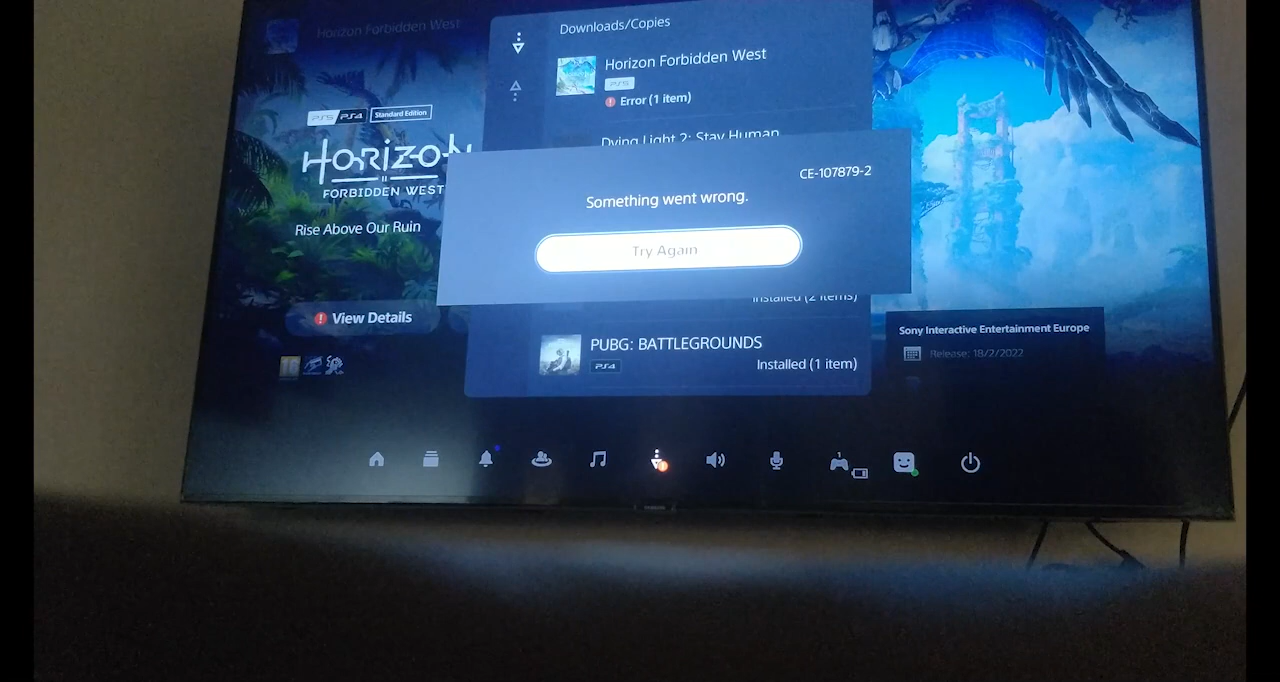 Horizon Forbidden West
Downloads/Copies
Horizon Forbidden West
PS5
Error (1 item)
PS5 PS4 Standard Edition
HORIZON
FORBIDDEN WEST
Rise Above Our Ruin
Dying Light 2: Stay Human
CE-107879-2
Something went wrong.
Try Again
Installed (2 items)
View Details
PUBG: BATTLEGROUNDS
PS4
Installed (1 item)
Sony Interactive Entertainment Europe
Release: 18/2/2022
16
1